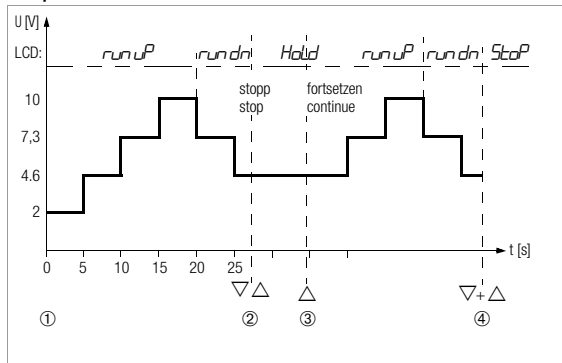 U [V]
LCD: run uP run dn HoLd run uP run dn StoP
stopp fortsetzen
stop continue
10
7,3
4.6
2
t [s]
0 5 10 15 20 25
▽ △ △ ▽+△
① ② ③ ④